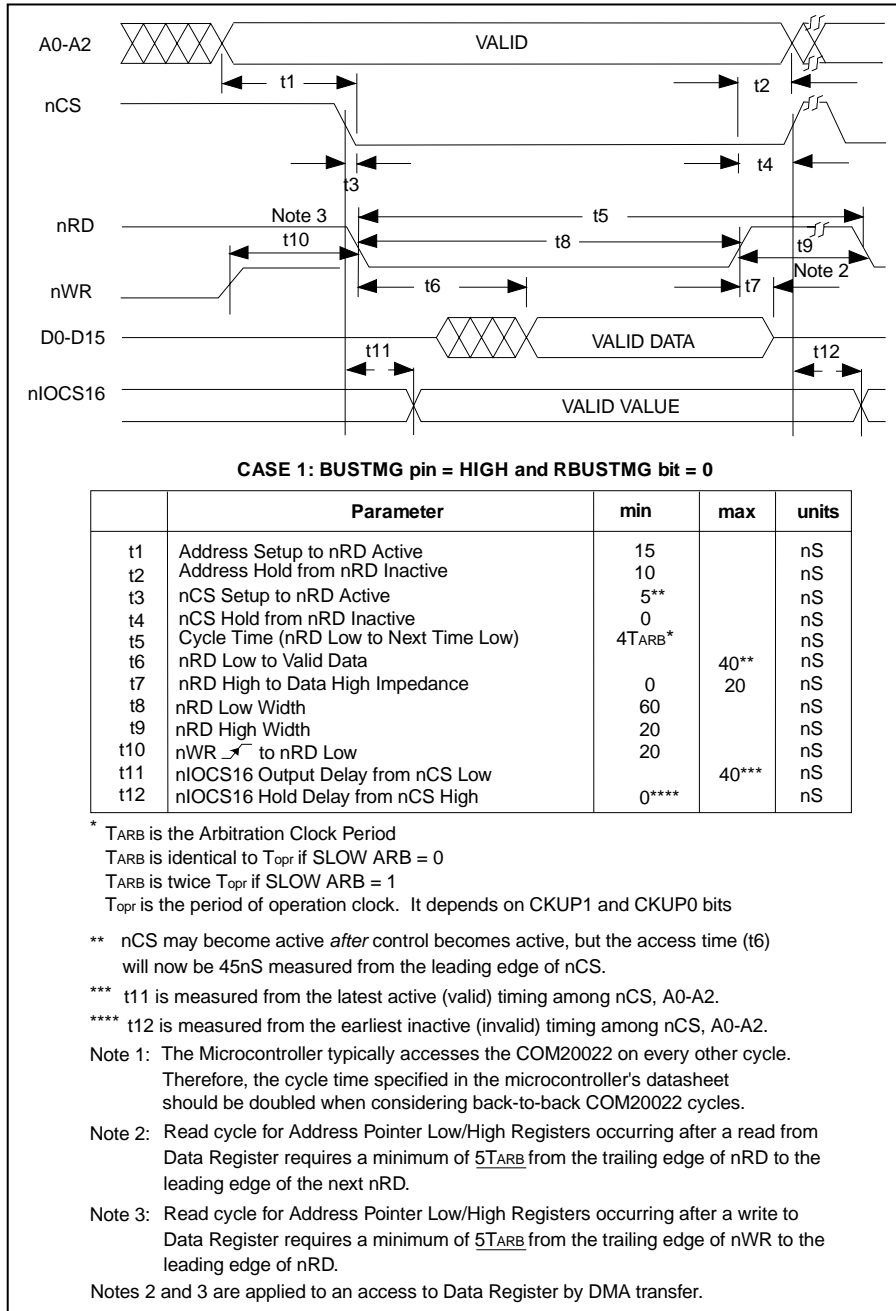 A0-A2
VALID
t1
t2
nCS
t3
t4
nRD
Note 3
t5
t10
t8
t9
nWR
t6
t7
Note 2
D0-D15
VALID DATA
t11
t12
nIOCS16
VALID VALUE
CASE 1: BUSTMG pin = HIGH and RBUSTMG bit = 0
Parameter min max units
t1 Address Setup to nRD Active 15 nS
t2 Address Hold from nRD Inactive 10 nS
t3 nCS Setup to nRD Active 5** nS
t4 nCS Hold from nRD Inactive 0 nS
t5 Cycle Time (nRD Low to Next Time Low) 4TARB* nS
t6 nRD Low to Valid Data 40** nS
t7 nRD High to Data High Impedance 0 20 nS
t8 nRD Low Width 60 nS
t9 nRD High Width 20 nS
t10 nWR to nRD Low 20 nS
t11 nIOCS16 Output Delay from nCS Low 40*** nS
t12 nIOCS16 Hold Delay from nCS High 0**** nS
* TARB is the Arbitration Clock Period
TARB is identical to Topr if SLOW ARB = 0
TARB is twice Topr if SLOW ARB = 1
Topr is the period of operation clock. It depends on CKUP1 and CKUP0 bits
** nCS may become active after control becomes active, but the access time (t6)
will now be 45nS measured from the leading edge of nCS.
*** t11 is measured from the latest active (valid) timing among nCS, A0-A2.
**** t12 is measured from the earliest inactive (invalid) timing among nCS, A0-A2.
Note 1: The Microcontroller typically accesses the COM20022 on every other cycle.
Therefore, the cycle time specified in the microcontroller's datasheet
should be doubled when considering back-to-back COM20022 cycles.
Note 2: Read cycle for Address Pointer Low/High Registers occurring after a read from
Data Register requires a minimum of 5TARB from the trailing edge of nRD to the
leading edge of the next nRD.
Note 3: Read cycle for Address Pointer Low/High Registers occurring after a write to
Data Register requires a minimum of 5TARB from the trailing edge of nWR to the
leading edge of nRD.
Notes 2 and 3 are applied to an access to Data Register by DMA transfer.